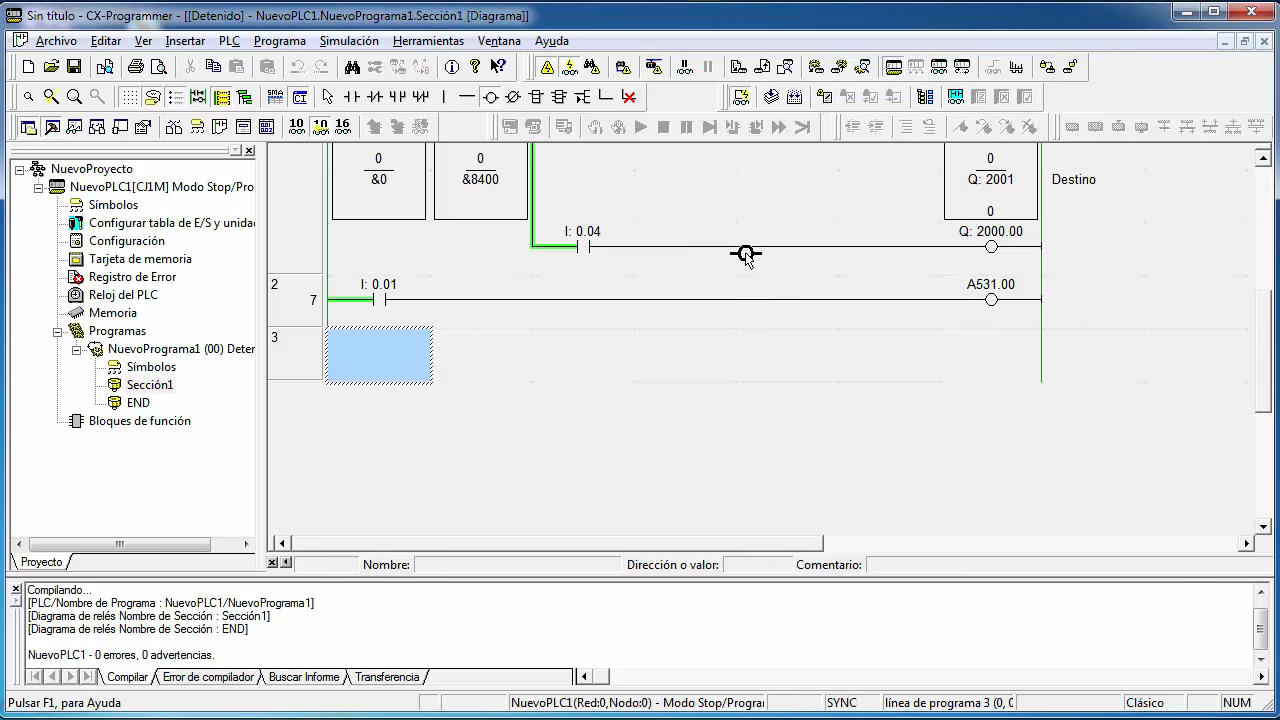 Sin título - CX-Programmer - [[Detenido] - NuevoPLC1.NuevoPrograma1.Sección1 [Diagrama]]
Archivo Editar Ver Insertar PLC Programa Simulación Herramientas Ventana Ayuda
10 10 16
NuevoProyecto
NuevoPLC1[CJ1M] Modo Stop/Pro
Símbolos
Configurar tabla de E/S y unidad
Configuración
Tarjeta de memoria
Registro de Error
Reloj del PLC
Memoria
Programas
NuevoPrograma1 (00) Deter
Símbolos
Sección1
END
Bloques de función
Proyecto
0 0 0
&0 &8400 Q: 2001 Destino
0
I: 0.04 Q: 2000.00
2 I: 0.01 A531.00
7
3
Nombre: Dirección o valor: Comentario:
Compilando...
[PLC/Nombre de Programa : NuevoPLC1/NuevoPrograma1]
[Diagrama de relés Nombre de Sección : Sección1]
[Diagrama de relés Nombre de Sección : END]
NuevoPLC1 - 0 errores, 0 advertencias.
Compilar Error de compilador Buscar Informe Transferencia
Pulsar F1, para Ayuda NuevoPLC1(Red:0,Nodo:0) - Modo Stop/Progra SYNC línea de programa 3 (0, 0 Clásico NUM